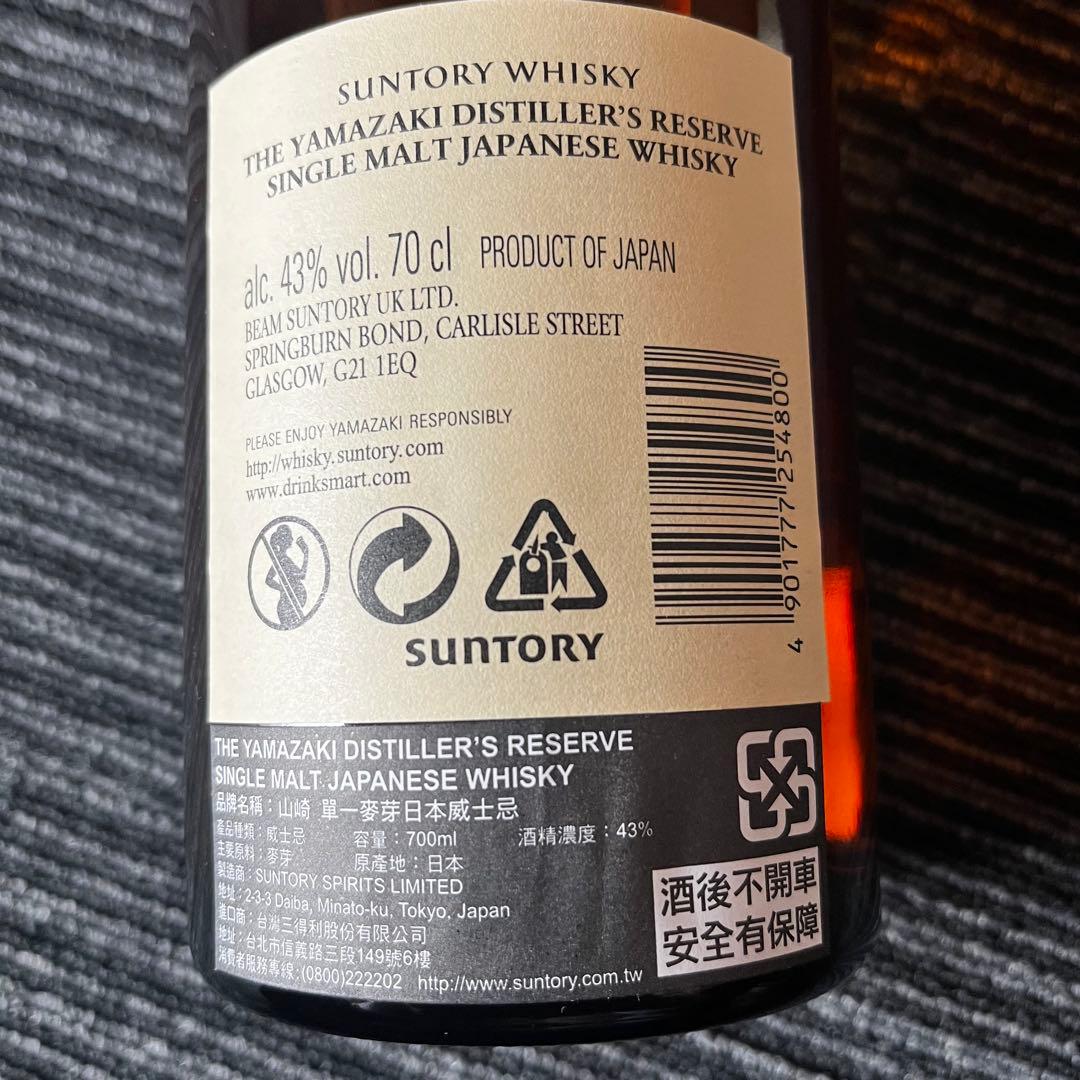 SUNTORY WHISKY
THE YAMAZAKI DISTILLER'S RESERVE
SINGLE MALT JAPANESE WHISKY
alc. 43% vol. 70 cl PRODUCT OF JAPAN
BEAM SUNTORY UK LTD.
SPRINGBURN BOND, CARLISLE STREET
GLASGOW, G21 1EQ
PLEASE ENJOY YAMAZAKI RESPONSIBLY
http://whisky.suntory.com
www.drinksmart.com
4 901777 254800
SUNTORY
THE YAMAZAKI DISTILLER'S RESERVE
SINGLE MALT JAPANESE WHISKY
品牌名稱：山崎 單一麥芽日本威士忌
產品種類：威士忌 容量：700ml 酒精濃度：43%
主要原料：麥芽 原產地：日本
製造商：SUNTORY SPIRITS LIMITED
地址：2-3-3 Daiba, Minato-ku, Tokyo, Japan
進口商：台灣三得利股份有限公司
地址：台北市信義路三段149號6樓
消費者服務專線：(0800)222202 http://www.suntory.com.tw
酒後不開車
安全有保障